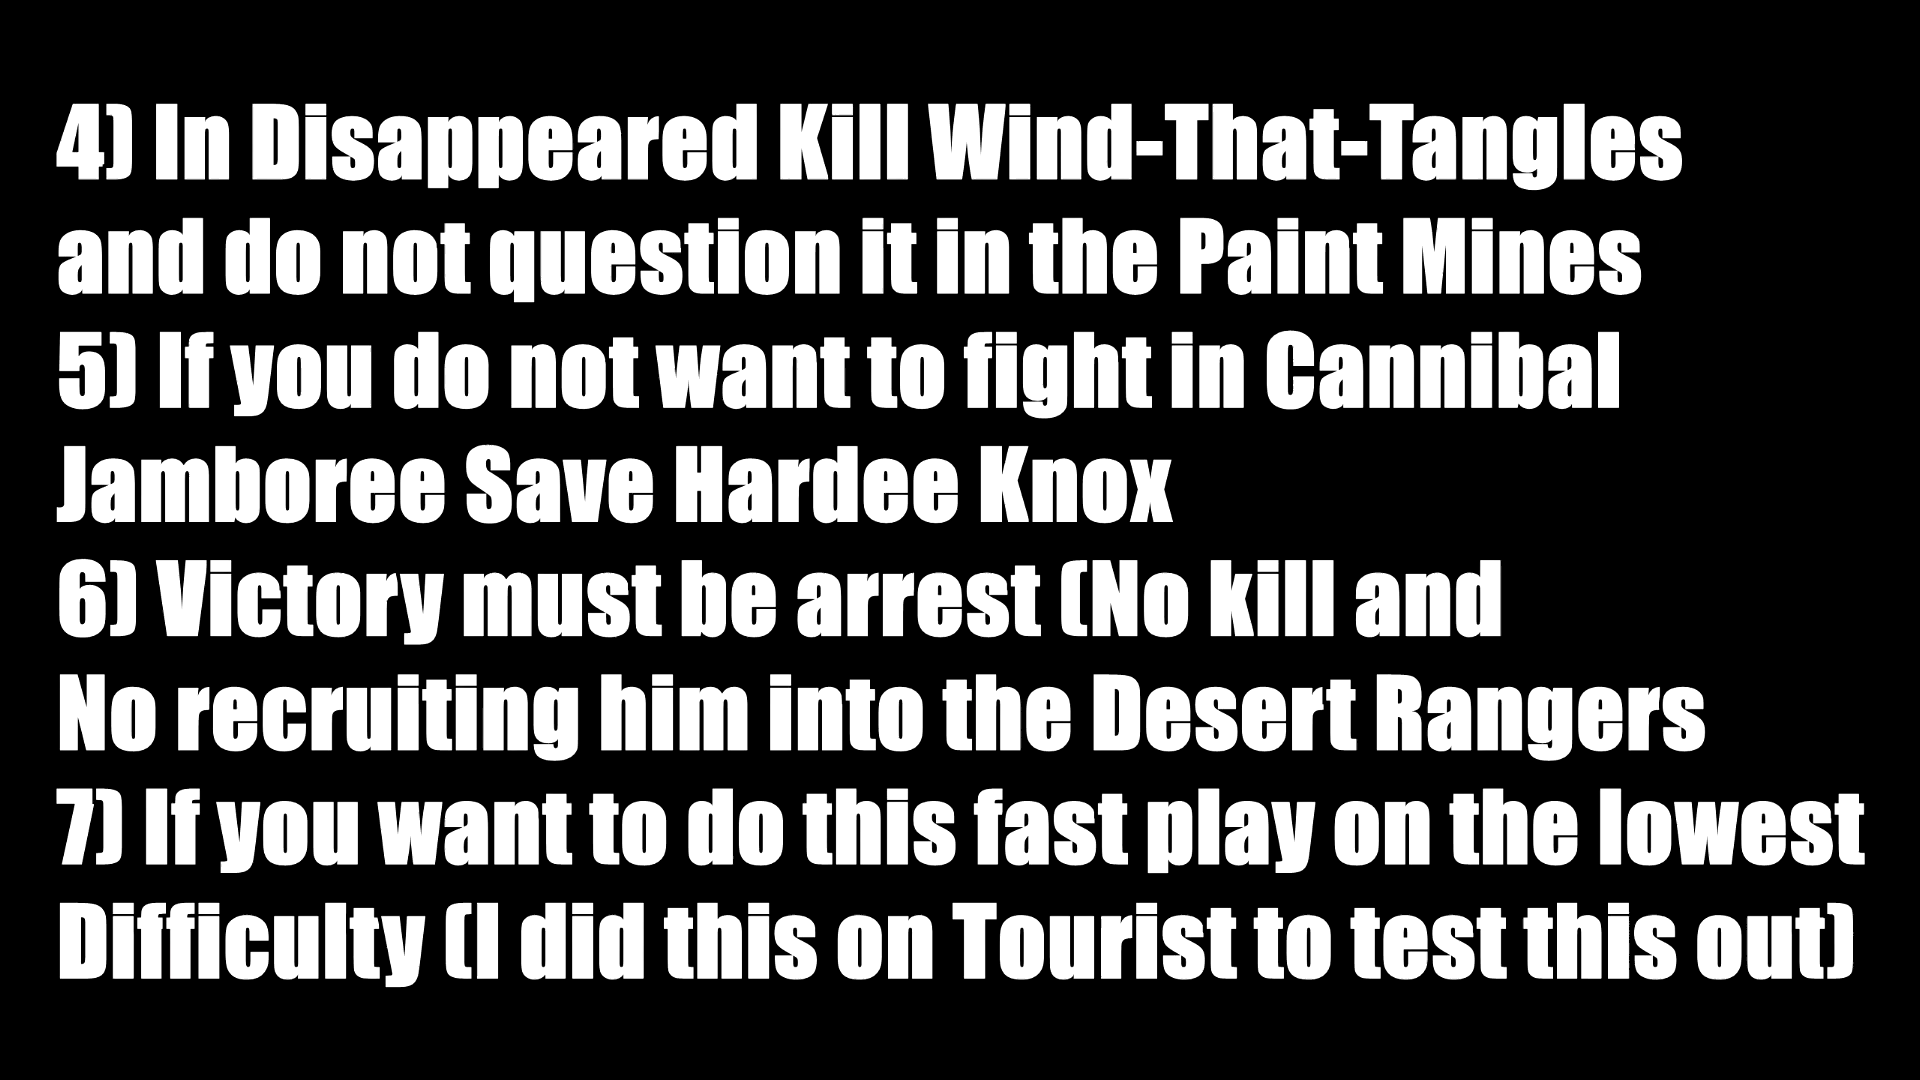 4) In Disappeared Kill Wind-That-Tangles
and do not question it in the Paint Mines
5) If you do not want to fight in Cannibal
Jamboree Save Hardee Knox
6) Victory must be arrest (No kill and
No recruiting him into the Desert Rangers
7) If you want to do this fast play on the lowest
Difficulty (I did this on Tourist to test this out)